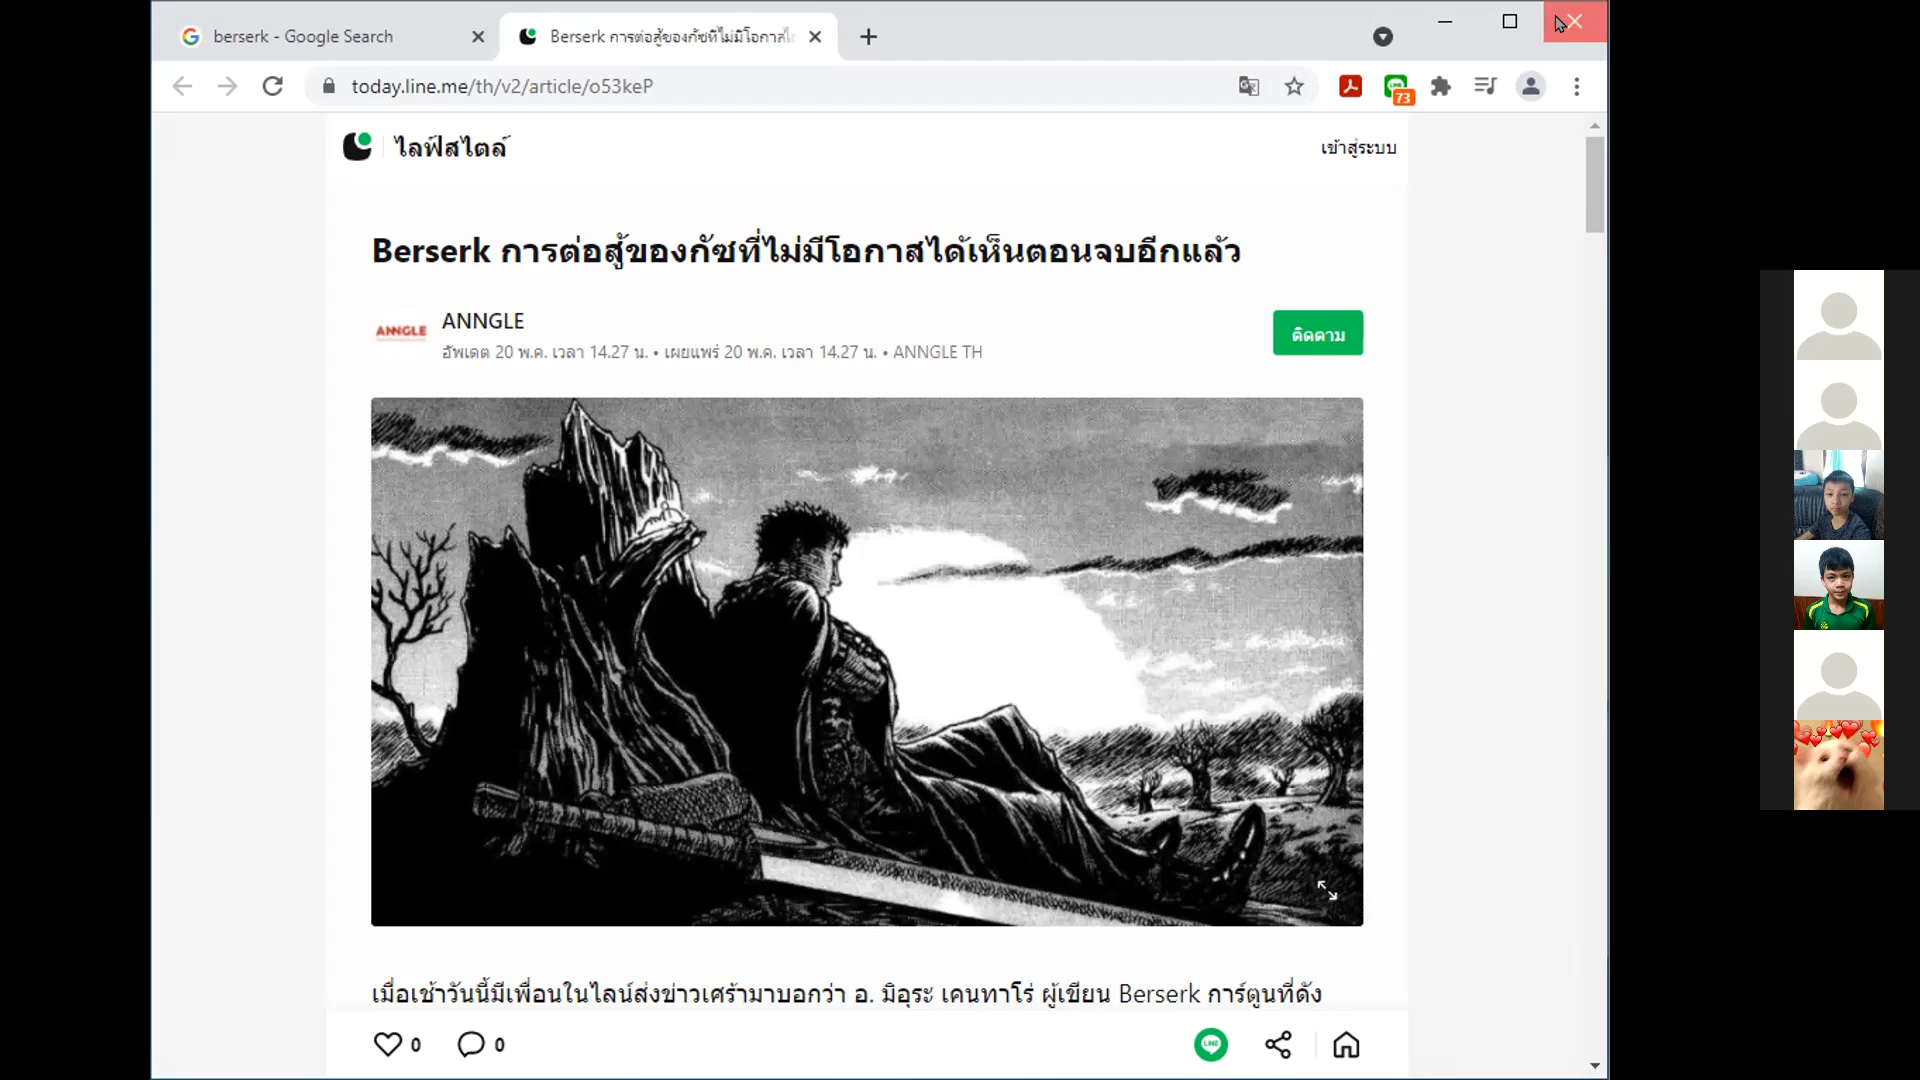 berserk - Google Search
Berserk การต่อสู้ของกัซที่ไม่มีโอกาสไ
today.line.me/th/v2/article/o53keP
73
ไลฟ์สไตล์
เข้าสู่ระบบ
Berserk การต่อสู้ของกัซที่ไม่มีโอกาสได้เห็นตอนจบอีกแล้ว
ANNGLE
ANNGLE
ติดตาม
อัพเดต 20 พ.ค. เวลา 14.27 น. • เผยแพร่ 20 พ.ค. เวลา 14.27 น. • ANNGLE TH
เมื่อเช้าวันนี้มีเพื่อนในไลน์ส่งข่าวเศร้ามาบอกว่า อ. มิอุระ เคนทาโร่ ผู้เขียน Berserk การ์ตูนที่ดัง
0
0
LINE